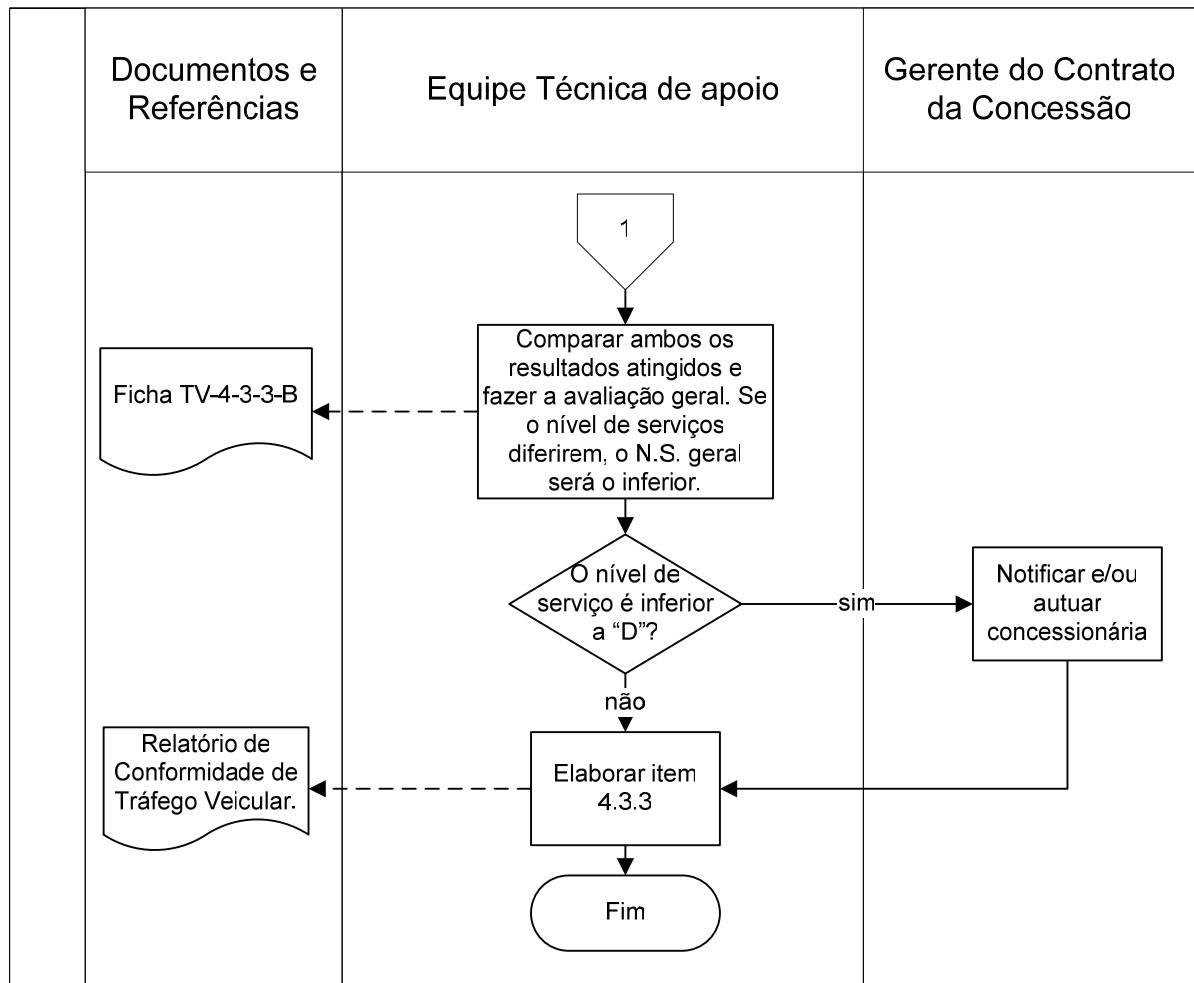 Documentos e
Referências
Equipe Técnica de apoio
Gerente do Contrato
da Concessão
1
Comparar ambos os
resultados atingidos e
fazer a avaliação geral. Se
o nível de serviços
diferirem, o N.S. geral
será o inferior.
Ficha TV-4-3-3-B
O nível de
serviço é inferior
a “D”?
sim
Notificar e/ou
autuar
concessionária
não
Relatório de
Conformidade de
Tráfego Veicular.
Elaborar item
4.3.3
Fim